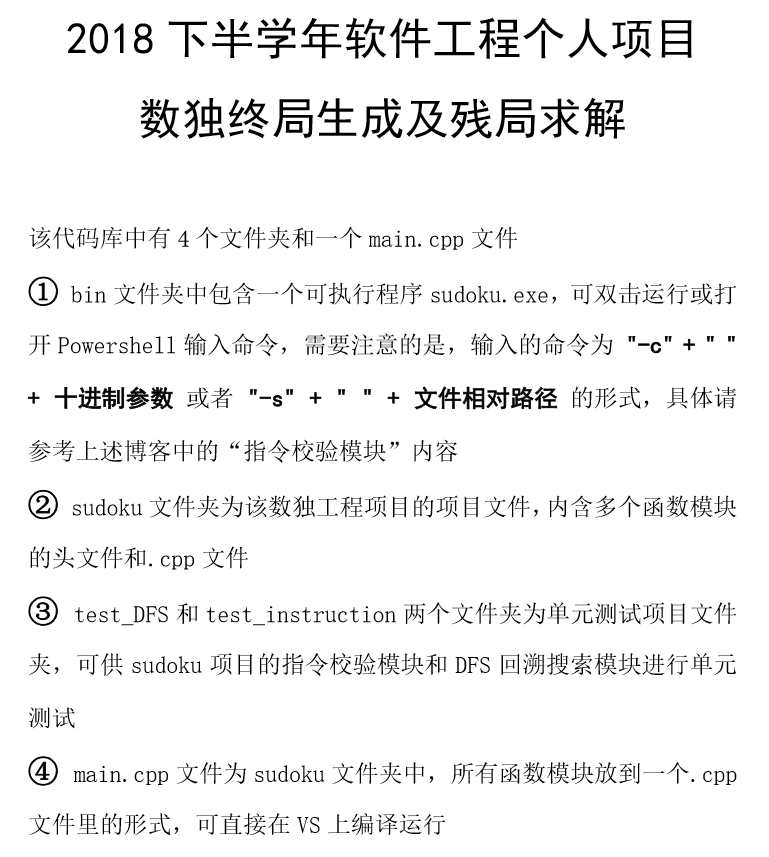 2018 下半学年软件工程个人项目
数独终局生成及残局求解
该代码库中有 4 个文件夹和一个 main.cpp 文件
① bin 文件夹中包含一个可执行程序 sudoku.exe，可双击运行或打
开 Powershell 输入命令，需要注意的是，输入的命令为 "-c" + " "
+ 十进制参数 或者 "-s" + " " + 文件相对路径 的形式，具体请
参考上述博客中的“指令校验模块”内容
② sudoku 文件夹为该数独工程项目的项目文件，内含多个函数模块
的头文件和.cpp 文件
③ test_DFS 和 test_instruction 两个文件夹为单元测试项目文件
夹，可供 sudoku 项目的指令校验模块和 DFS 回溯搜索模块进行单元
测试
④ main.cpp 文件为 sudoku 文件夹中，所有函数模块放到一个.cpp
文件里的形式，可直接在 VS 上编译运行